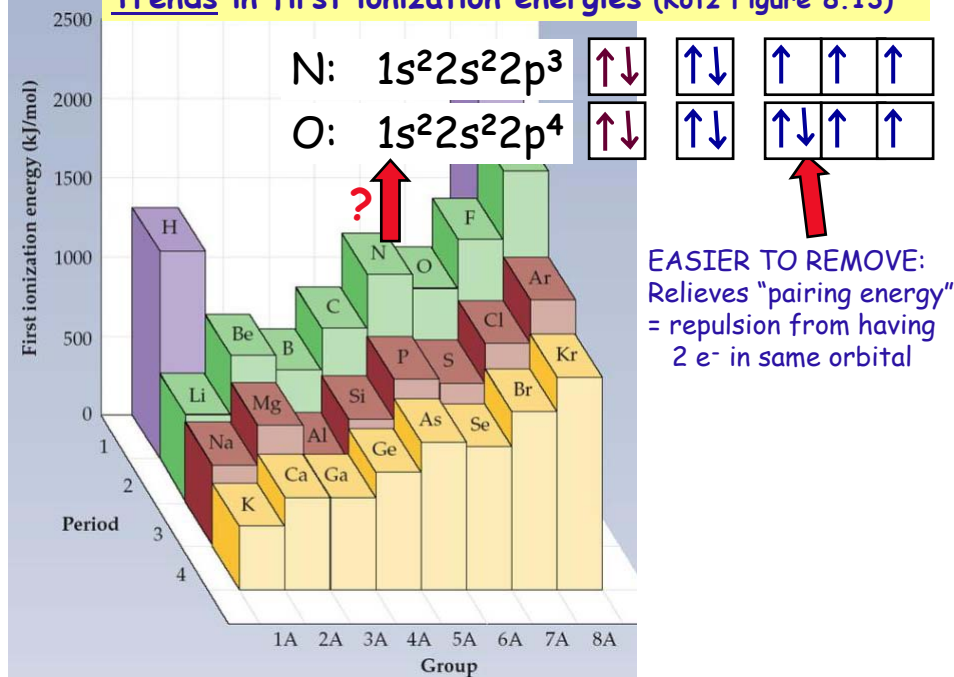 Trends in first ionization energies (Kotz Figure 8.13)
N: 1s²2s²2p³ ↑↓ ↑↓ ↑ ↑ ↑
O: 1s²2s²2p⁴ ↑↓ ↑↓ ↑↓ ↑ ↑
?
EASIER TO REMOVE:
Relieves “pairing energy”
= repulsion from having
2 e⁻ in same orbital
First ionization energy (kJ/mol)
2500
2000
1500
1000
500
0
H
Li Be B C N O F
Na Mg Al Si P S Cl Ar
K Ca Ga Ge As Se Br Kr
1
2
3
4
Period
1A 2A 3A 4A 5A 6A 7A 8A
Group